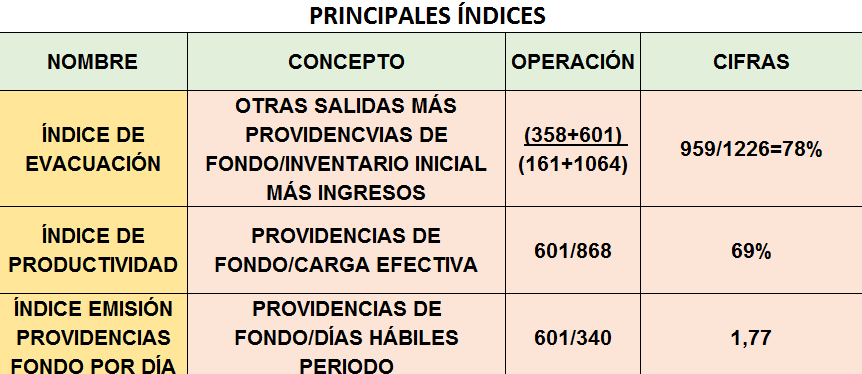 PRINCIPALES ÍNDICES
NOMBRE CONCEPTO OPERACIÓN CIFRAS
ÍNDICE DE
EVACUACIÓN
OTRAS SALIDAS MÁS
PROVIDENCVIAS DE
FONDO/INVENTARIO INICIAL
MÁS INGRESOS
(358+601)
(161+1064)
959/1226=78%
ÍNDICE DE
PRODUCTIVIDAD
PROVIDENCIAS DE
FONDO/CARGA EFECTIVA
601/868
69%
ÍNDICE EMISIÓN
PROVIDENCIAS
FONDO POR DÍA
PROVIDENCIAS DE
FONDO/DÍAS HÁBILES
PERIODO
601/340
1,77